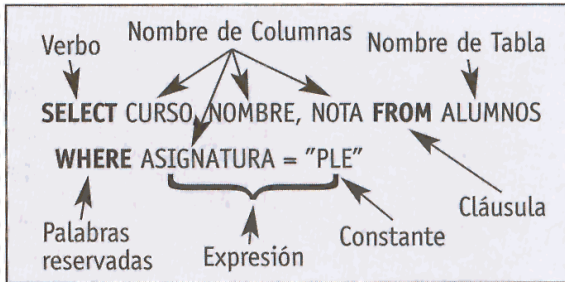 Verbo
Nombre de Columnas
Nombre de Tabla
SELECT CURSO, NOMBRE, NOTA FROM ALUMNOS
WHERE ASIGNATURA = "PLE"
Palabras
reservadas
Expresión
Constante
Cláusula